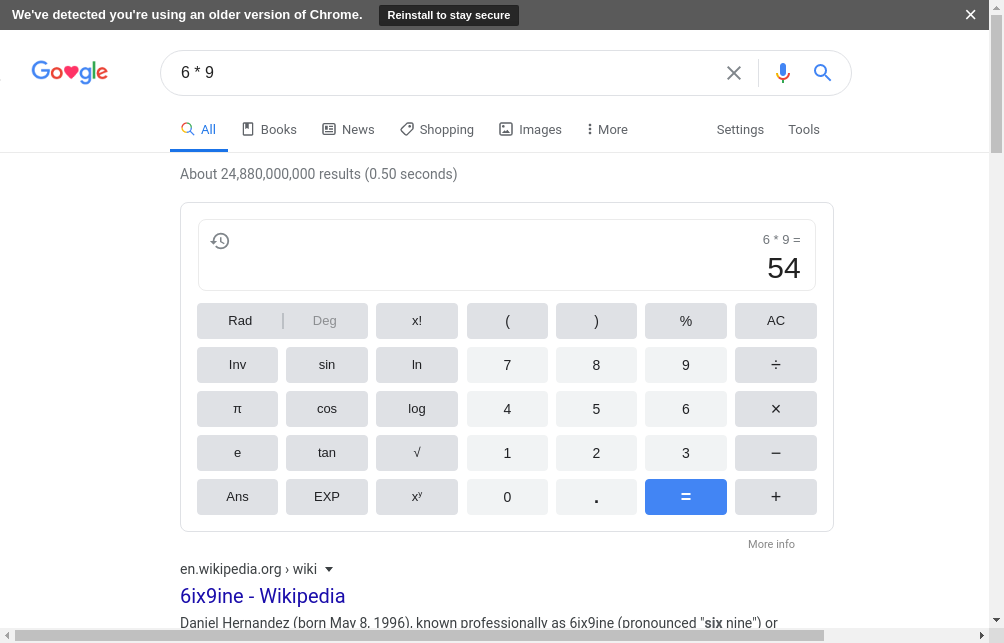 We've detected you're using an older version of Chrome. Reinstall to stay secure
Google
6 * 9
All Books News Shopping Images More Settings Tools
About 24,880,000,000 results (0.50 seconds)
6 * 9 =
54
Rad Deg x! ( ) % AC
Inv sin ln 7 8 9 ÷
π cos log 4 5 6 ×
e tan √ 1 2 3 −
Ans EXP xʸ 0 . = +
More info
en.wikipedia.org › wiki
6ix9ine - Wikipedia
Daniel Hernandez (born May 8, 1996), known professionally as 6ix9ine (pronounced "six nine") or